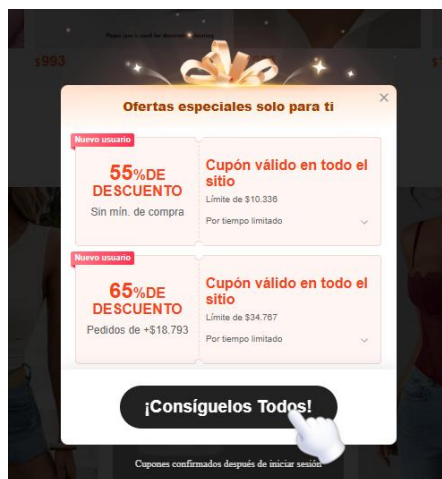 $993
Ofertas especiales solo para ti
Nuevo usuario
55%DE
DESCUENTO
Sin mín. de compra
Cupón válido en todo el
sitio
Límite de $10.336
Por tiempo limitado
Nuevo usuario
65%DE
DESCUENTO
Pedidos de +$18.793
Cupón válido en todo el
sitio
Límite de $34.767
Por tiempo limitado
¡Consíguelos Todos!
Cupones confirmados después de iniciar sesión